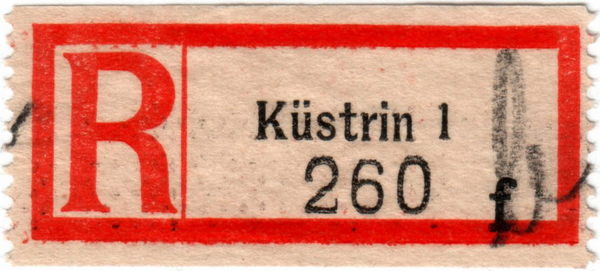 R
Küstrin 1
260 f